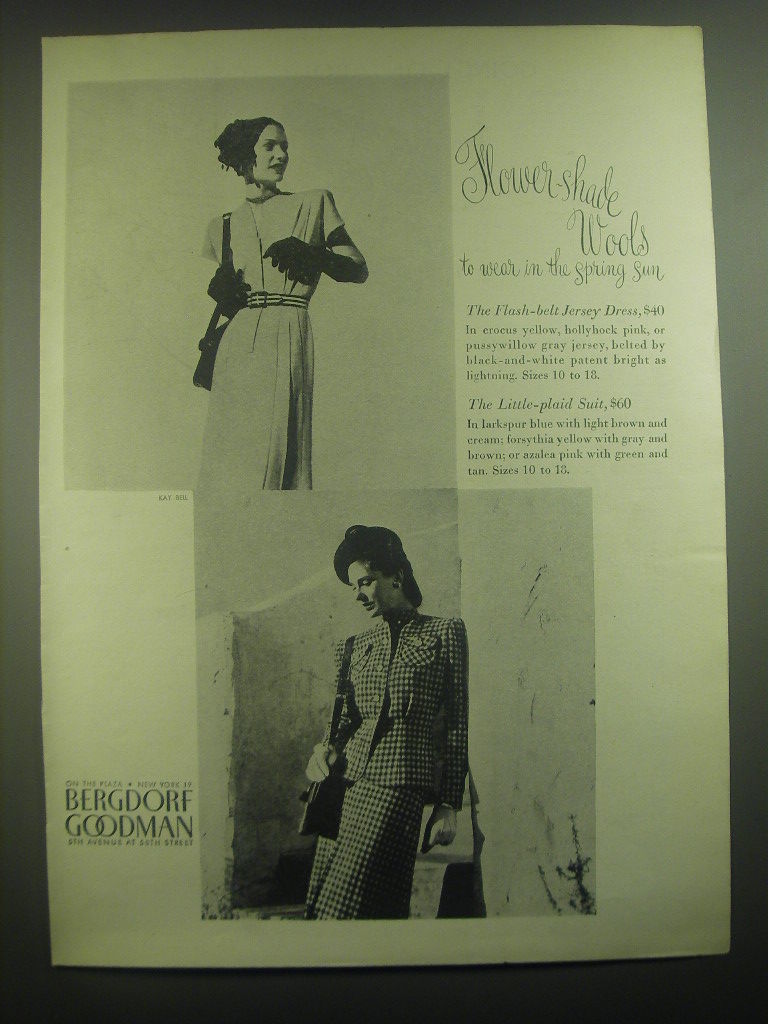 Flower-shade
Wools
to wear in the spring sun
The Flash-belt Jersey Dress, $40
In crocus yellow, hollyhock pink, or
pussywillow gray jersey, belted by
black-and-white patent bright as
lightning. Sizes 10 to 18.
The Little-plaid Suit, $60
In larkspur blue with light brown and
cream; forsythia yellow with gray and
brown; or azalea pink with green and
tan. Sizes 10 to 18.
KAY BELL
ON THE PLAZA • NEW YORK 19
BERGDORF
GOODMAN
5TH AVENUE AT 58TH STREET